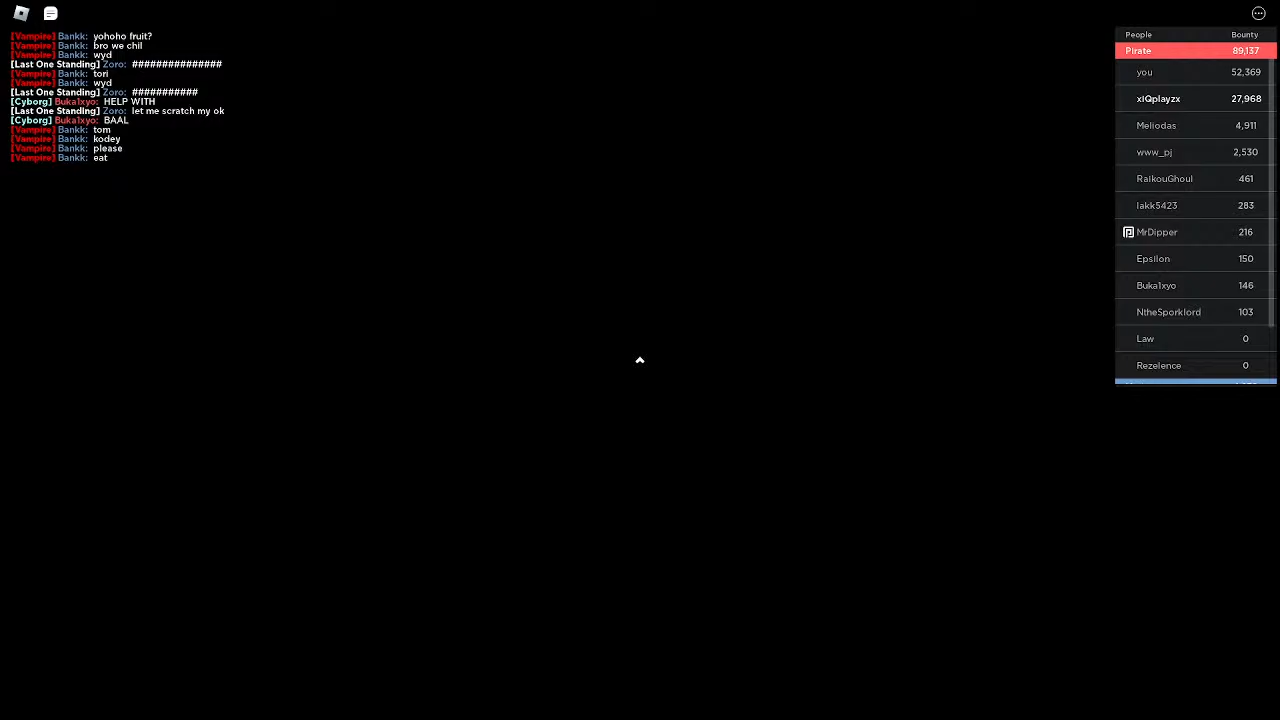 [Vampire] Bankk: yohoho fruit?
[Vampire] Bankk: bro we chil
[Vampire] Bankk: wyd
[Last One Standing] Zoro: ###############
[Vampire] Bankk: tori
[Vampire] Bankk: wyd
[Last One Standing] Zoro: ###########
[Cyborg] Buka1xyo: HELP WITH
[Last One Standing] Zoro: let me scratch my ok
[Cyborg] Buka1xyo: BAAL
[Vampire] Bankk: tom
[Vampire] Bankk: kodey
[Vampire] Bankk: please
[Vampire] Bankk: eat
People Bounty
Pirate 89,137
you 52,369
xIQplayzx 27,968
Meliodas 4,911
www_pj 2,530
RaikouGhoul 461
lakk5423 283
MrDipper 216
Epsilon 150
Buka1xyo 146
NtheSporklord 103
Law 0
Rezelence 0